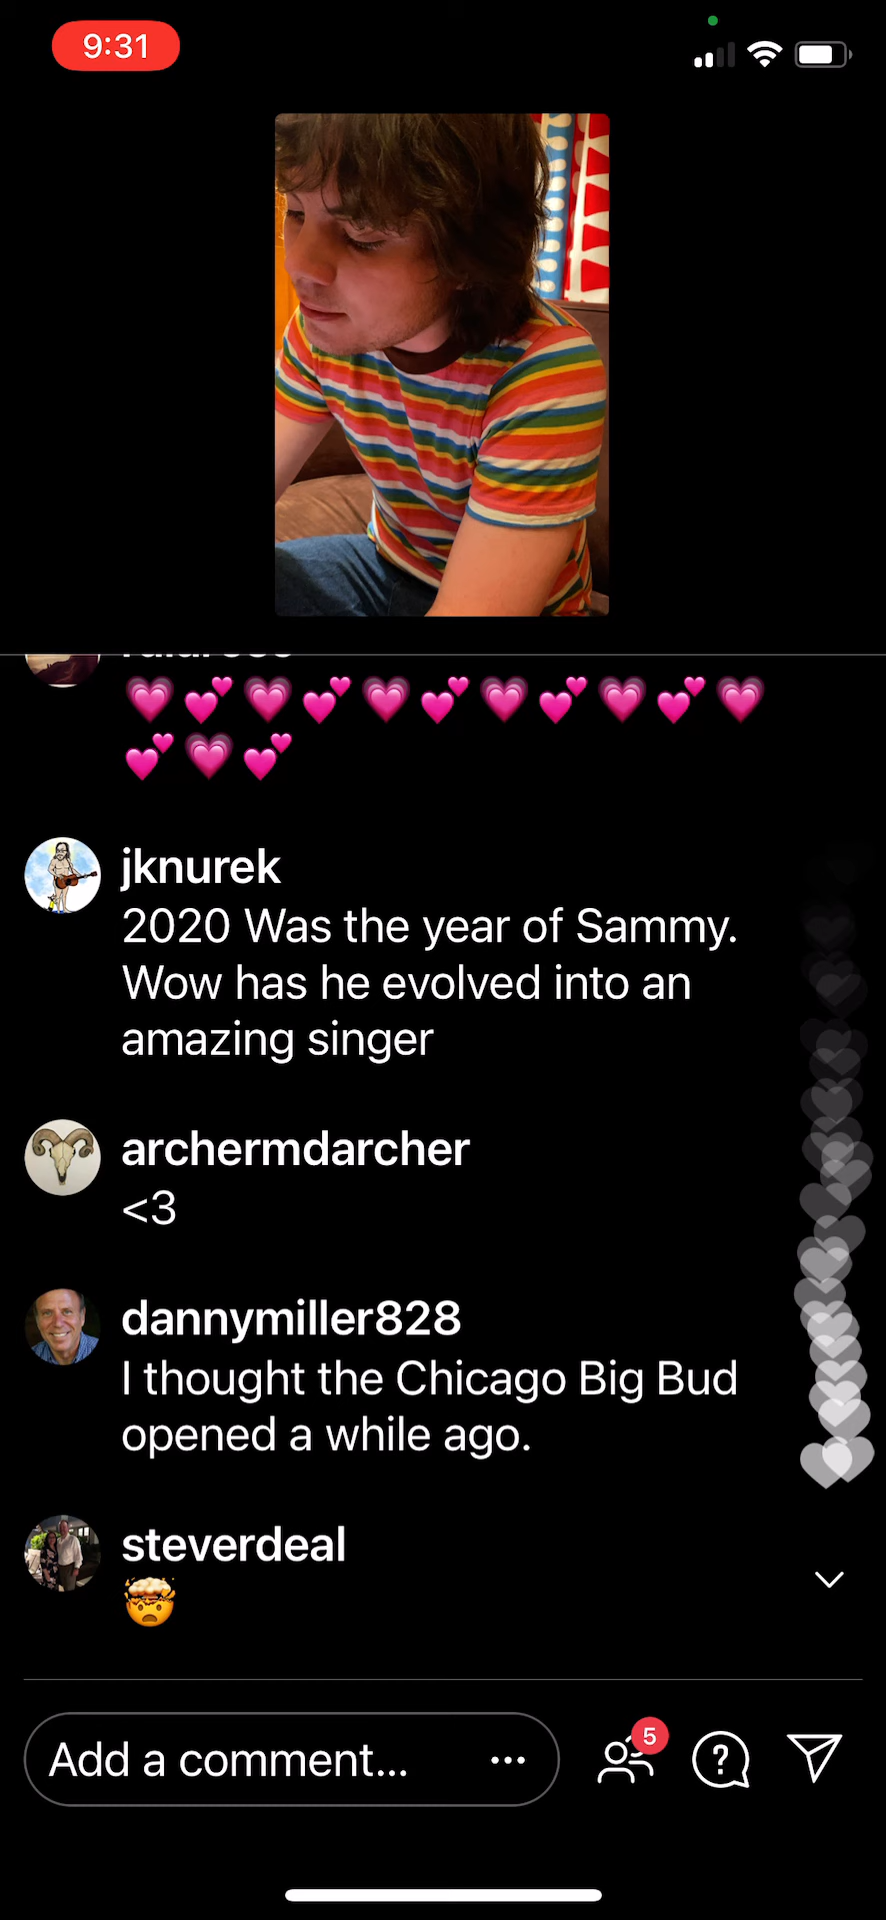 9:31
jknurek
2020 Was the year of Sammy.
Wow has he evolved into an
amazing singer
archermdarcher
<3
dannymiller828
I thought the Chicago Big Bud
opened a while ago.
steverdeal
Add a comment...
5
?